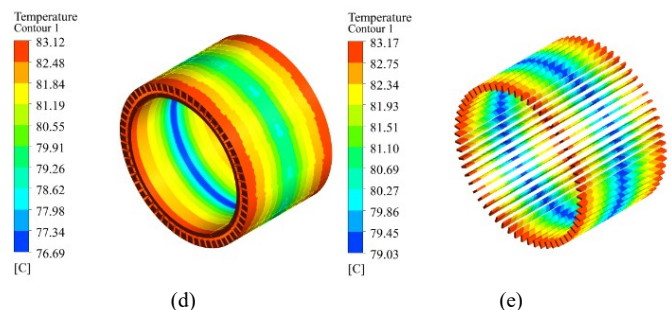 Temperature
Contour 1
83.12
82.48
81.84
81.19
80.55
79.91
79.26
78.62
77.98
77.34
76.69
[C]
(d)
Temperature
Contour 1
83.17
82.75
82.34
81.93
81.51
81.10
80.69
80.27
79.86
79.45
79.03
[C]
(e)